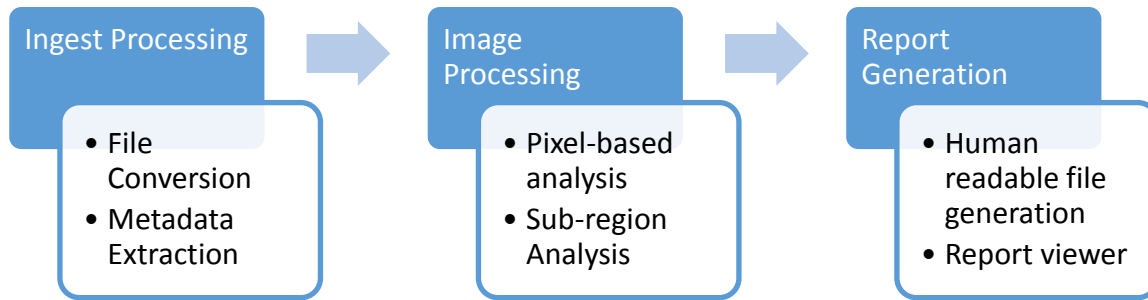 Ingest Processing
• File
Conversion
• Metadata
Extraction
Image
Processing
• Pixel-based
analysis
• Sub-region
Analysis
Report
Generation
• Human
readable file
generation
• Report viewer